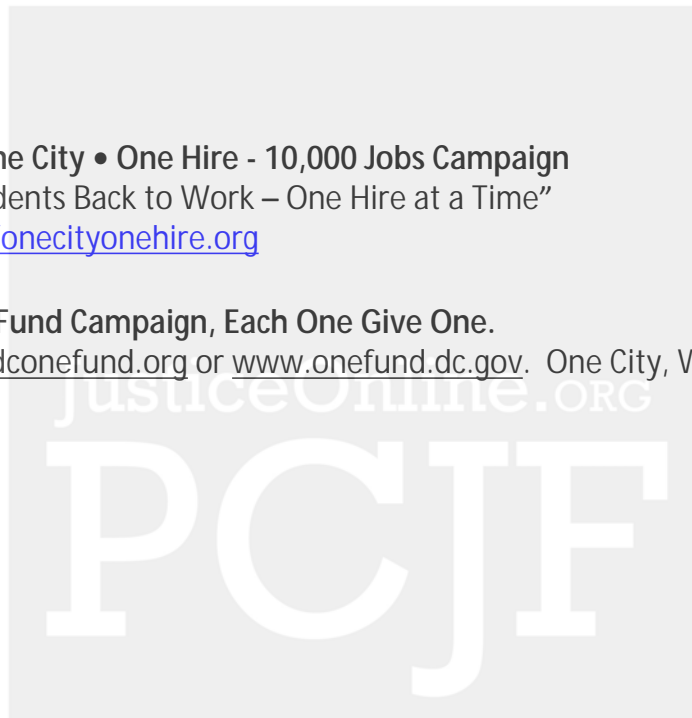 ne City • One Hire - 10,000 Jobs Campaign
dents Back to Work – One Hire at a Time”
onecityonehire.org
Fund Campaign, Each One Give One.
dconefund.org or www.onefund.dc.gov. One City, W
JusticeOnline.ORG
PCJF